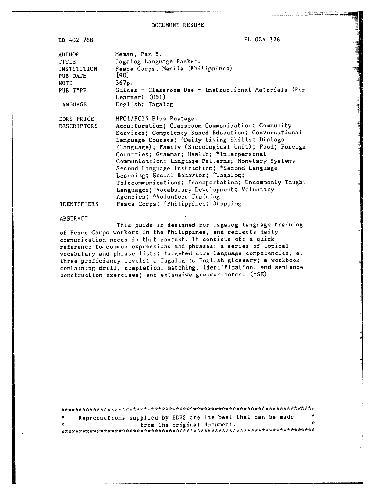 DOCUMENT RESUME
ED 402 768 FL 024 326
AUTHOR
TITLE Tagalog Language Packet.
INSTITUTION Peace Corps, Manila (Philippines)
PUB DATE
NOTE 367p.
PUB TYPE Guides - Classroom Use - Instructional Materials (For
Learner) (051)
LANGUAGE English; Tagalog
EDRS PRICE MF01/PC15 Plus Postage.
DESCRIPTORS Acculturation; Classroom Communication; Community
Services; Competency Based Education; Conversational
Language Courses; *Daily Living Skills; Dialogs
(Language); Family (Sociological Unit); Food; Foreign
Countries; Grammar; Health; *Interpersonal
Communication; Language Patterns; Monetary Systems;
Second Language Instruction; *Second Language
Learning; Social Behavior; *Tagalog;
Telecommunications; Transportation; Uncommonly Taught
Languages; Vocabulary Development; Voluntary
Agencies; *Volunteer Training
IDENTIFIERS Peace Corps; *Philippines; Shopping
ABSTRACT
This guide is designed for Tagalog language training
of Peace Corps workers in the Philippines, and reflects daily
communication needs in that context. It consists of: a quick
reference to common expressions and phrases; a series of topical
vocabulary and phrase lists; targeted core language competencies, at
three proficiency levels; a Tagalog to English glossary; a workbook
containing drill, completion, matching, identification, and sentence
construction exercises; and extensive grammar notes. (MSE)
* Reproductions supplied by EDRS are the best that can be made *
* from the original document. *